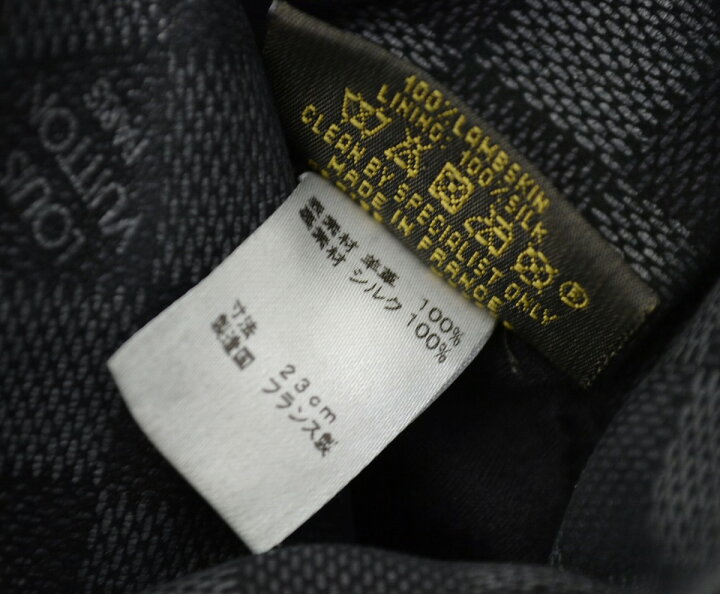 100% LAMBSKIN
LINING: 100% SILK
CLEAN BY SPECIALIST ONLY
MADE IN FRANCE
表素材 羊革 100%
裏素材 シルク 100%
寸法 23cm
製造国 フランス製
LOUIS
VUITTON
PARIS